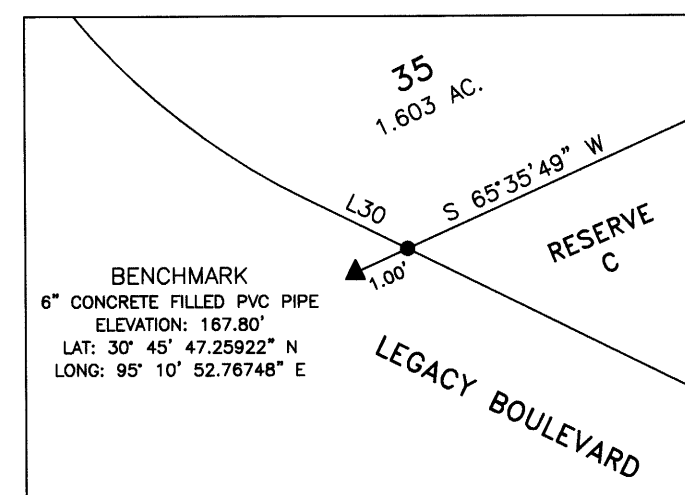 35
1.603 AC.
L30
S 65°35'49" W
RESERVE
C
1.00'
BENCHMARK
6" CONCRETE FILLED PVC PIPE
ELEVATION: 167.80'
LAT: 30° 45' 47.25922" N
LONG: 95° 10' 52.76748" E
LEGACY BOULEVARD